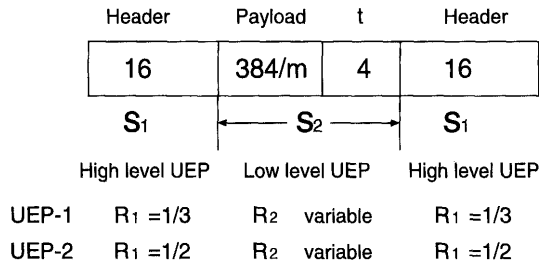 Header Payload t Header
16 384/m 4 16
S1 S2 S1
High level UEP Low level UEP High level UEP
UEP-1 R1 =1/3 R2 variable R1 =1/3
UEP-2 R1 =1/2 R2 variable R1 =1/2